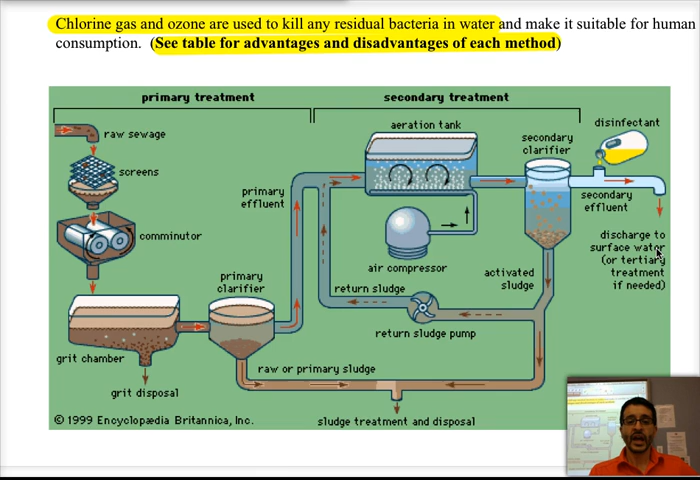 Chlorine gas and ozone are used to kill any residual bacteria in water and make it suitable for human
consumption. (See table for advantages and disadvantages of each method)
primary treatment
secondary treatment
raw sewage
screens
comminutor
grit chamber
grit disposal
primary
clarifier
primary
effluent
raw or primary sludge
aeration tank
air compressor
return sludge
return sludge pump
activated
sludge
secondary
clarifier
disinfectant
secondary
effluent
discharge to
surface water
(or tertiary
treatment
if needed)
sludge treatment and disposal
© 1999 Encyclopædia Britannica, Inc.